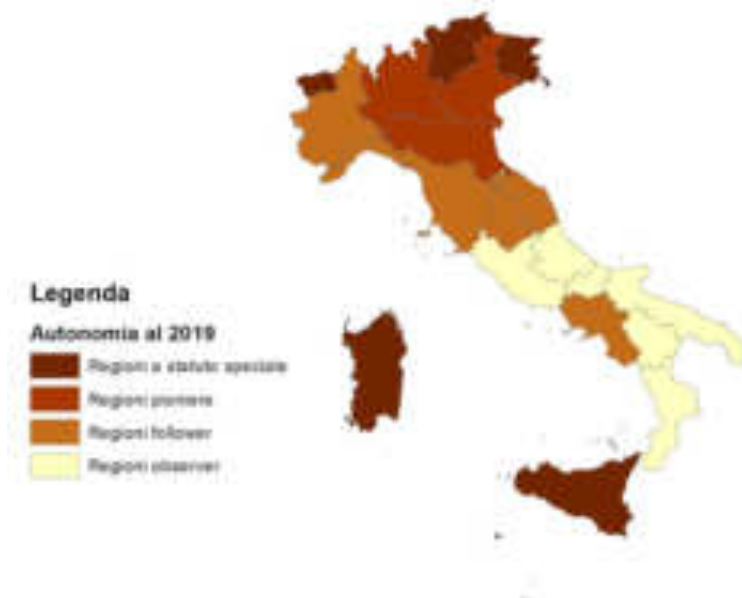 Legenda
Autonomia al 2019
Regioni a statuto speciale
Regioni pioniere
Regioni follower
Regioni observer